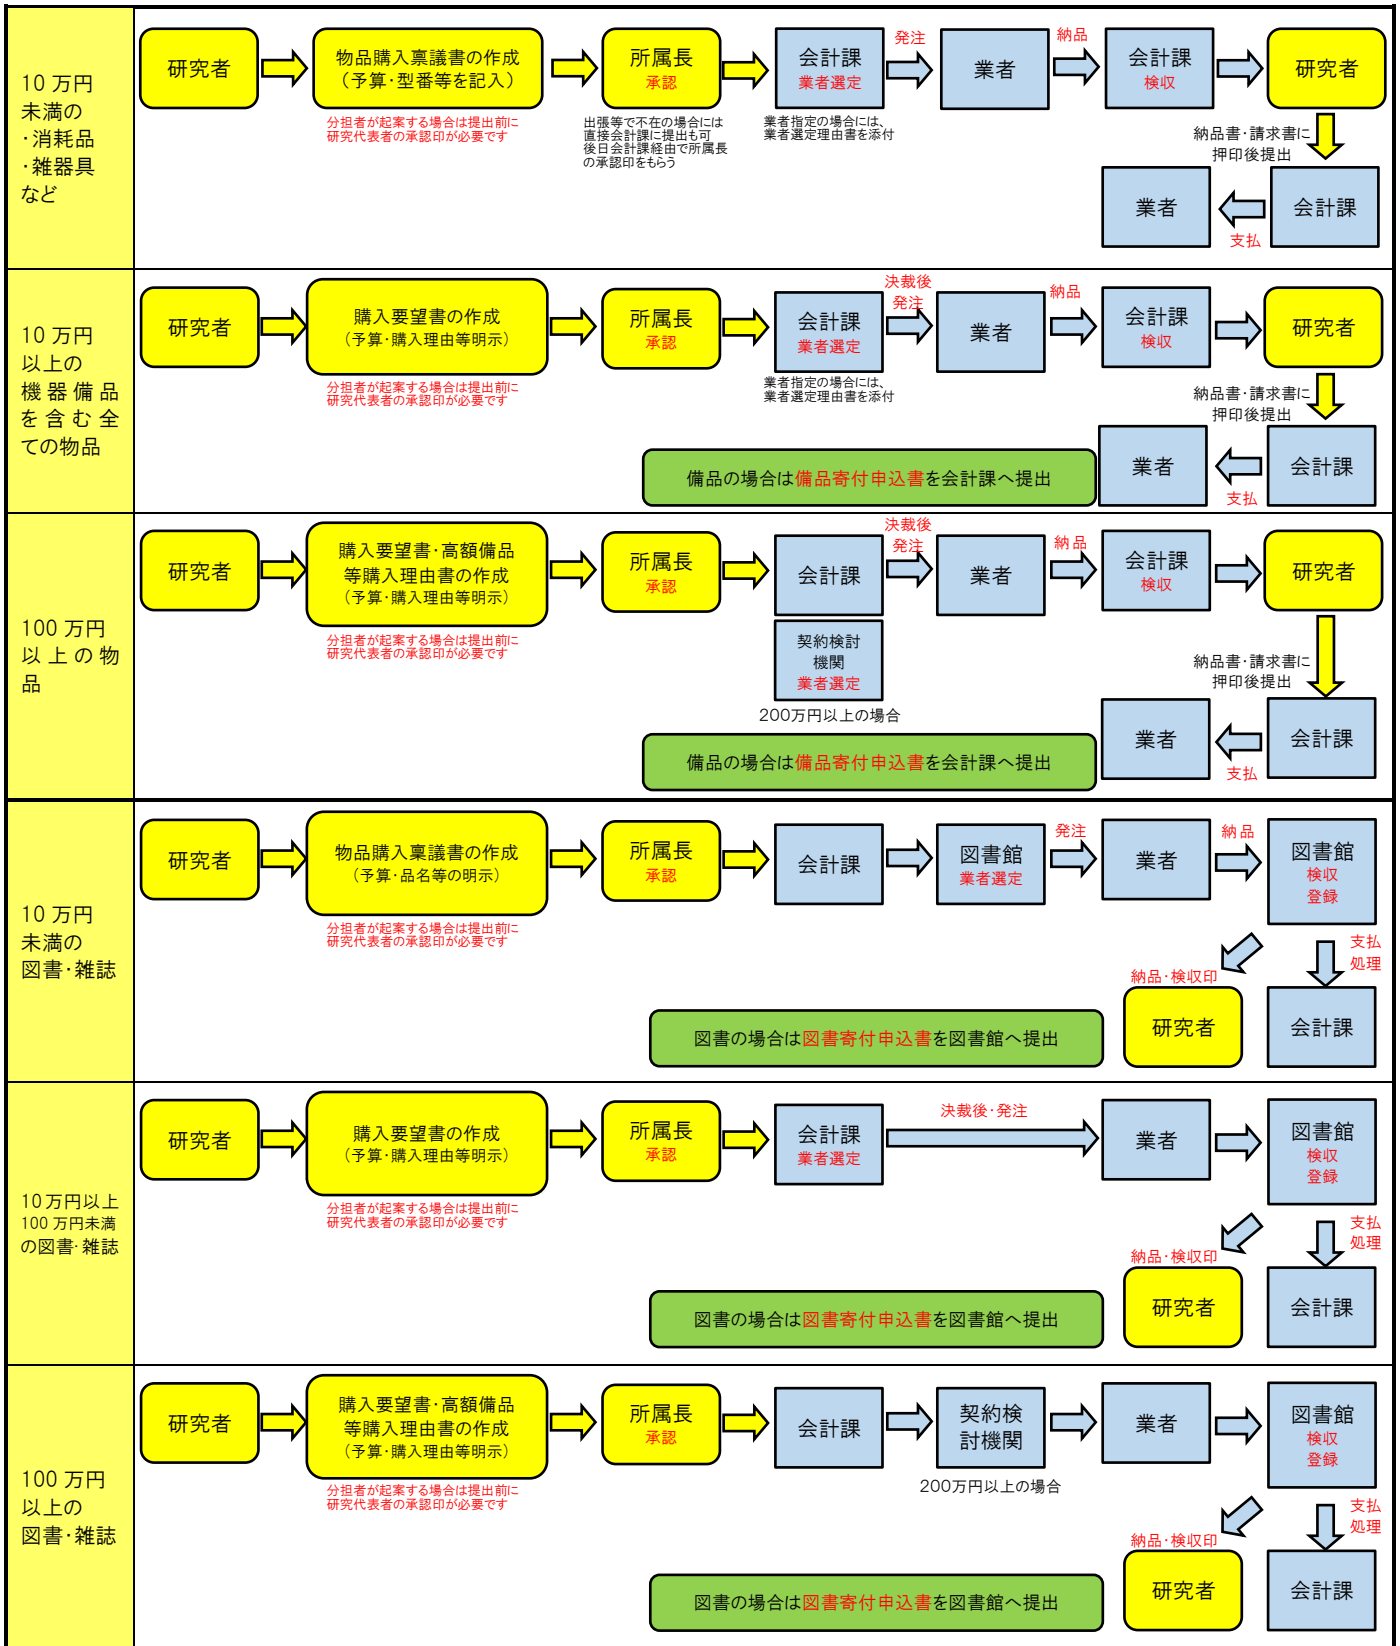 10 万円
未満の
・消耗品
・雑器具
など
研究者
物品購入稟議書の作成
（予算・型番等を記入）
分担者が起案する場合は提出前に
研究代表者の承認印が必要です
所属長
承認
出張等で不在の場合には
直接会計課に提出も可
後日会計課経由で所属長
の承認印をもらう
会計課
業者選定
業者指定の場合には、
業者選定理由書を添付
発注
業者
納品
会計課
検収
研究者
納品書・請求書に
押印後提出
会計課
支払
業者
10 万円
以上の
機器備品
を含む全
ての物品
研究者
購入要望書の作成
（予算・購入理由等明示）
分担者が起案する場合は提出前に
研究代表者の承認印が必要です
所属長
承認
会計課
業者選定
業者指定の場合には、
業者選定理由書を添付
決裁後
発注
業者
納品
会計課
検収
研究者
納品書・請求書に
押印後提出
会計課
支払
業者
備品の場合は備品寄付申込書を会計課へ提出
100 万円
以上の物
品
研究者
購入要望書・高額備品
等購入理由書の作成
（予算・購入理由等明示）
分担者が起案する場合は提出前に
研究代表者の承認印が必要です
所属長
承認
会計課
契約検討
機関
業者選定
200万円以上の場合
決裁後
発注
業者
納品
会計課
検収
研究者
納品書・請求書に
押印後提出
会計課
支払
業者
備品の場合は備品寄付申込書を会計課へ提出
10 万円
未満の
図書・雑誌
研究者
物品購入稟議書の作成
（予算・品名等の明示）
分担者が起案する場合は提出前に
研究代表者の承認印が必要です
所属長
承認
会計課
図書館
業者選定
発注
業者
納品
図書館
検収
登録
支払
処理
納品・検収印
研究者
会計課
図書の場合は図書寄付申込書を図書館へ提出
10万円以上
100 万円未満
の図書・雑誌
研究者
購入要望書の作成
（予算・購入理由等明示）
分担者が起案する場合は提出前に
研究代表者の承認印が必要です
所属長
承認
会計課
業者選定
決裁後・発注
業者
図書館
検収
登録
支払
処理
納品・検収印
研究者
会計課
図書の場合は図書寄付申込書を図書館へ提出
100 万円
以上の
図書・雑誌
研究者
購入要望書・高額備品
等購入理由書の作成
（予算・購入理由等明示）
分担者が起案する場合は提出前に
研究代表者の承認印が必要です
所属長
承認
会計課
契約検
討機関
200万円以上の場合
業者
図書館
検収
登録
支払
処理
納品・検収印
研究者
会計課
図書の場合は図書寄付申込書を図書館へ提出